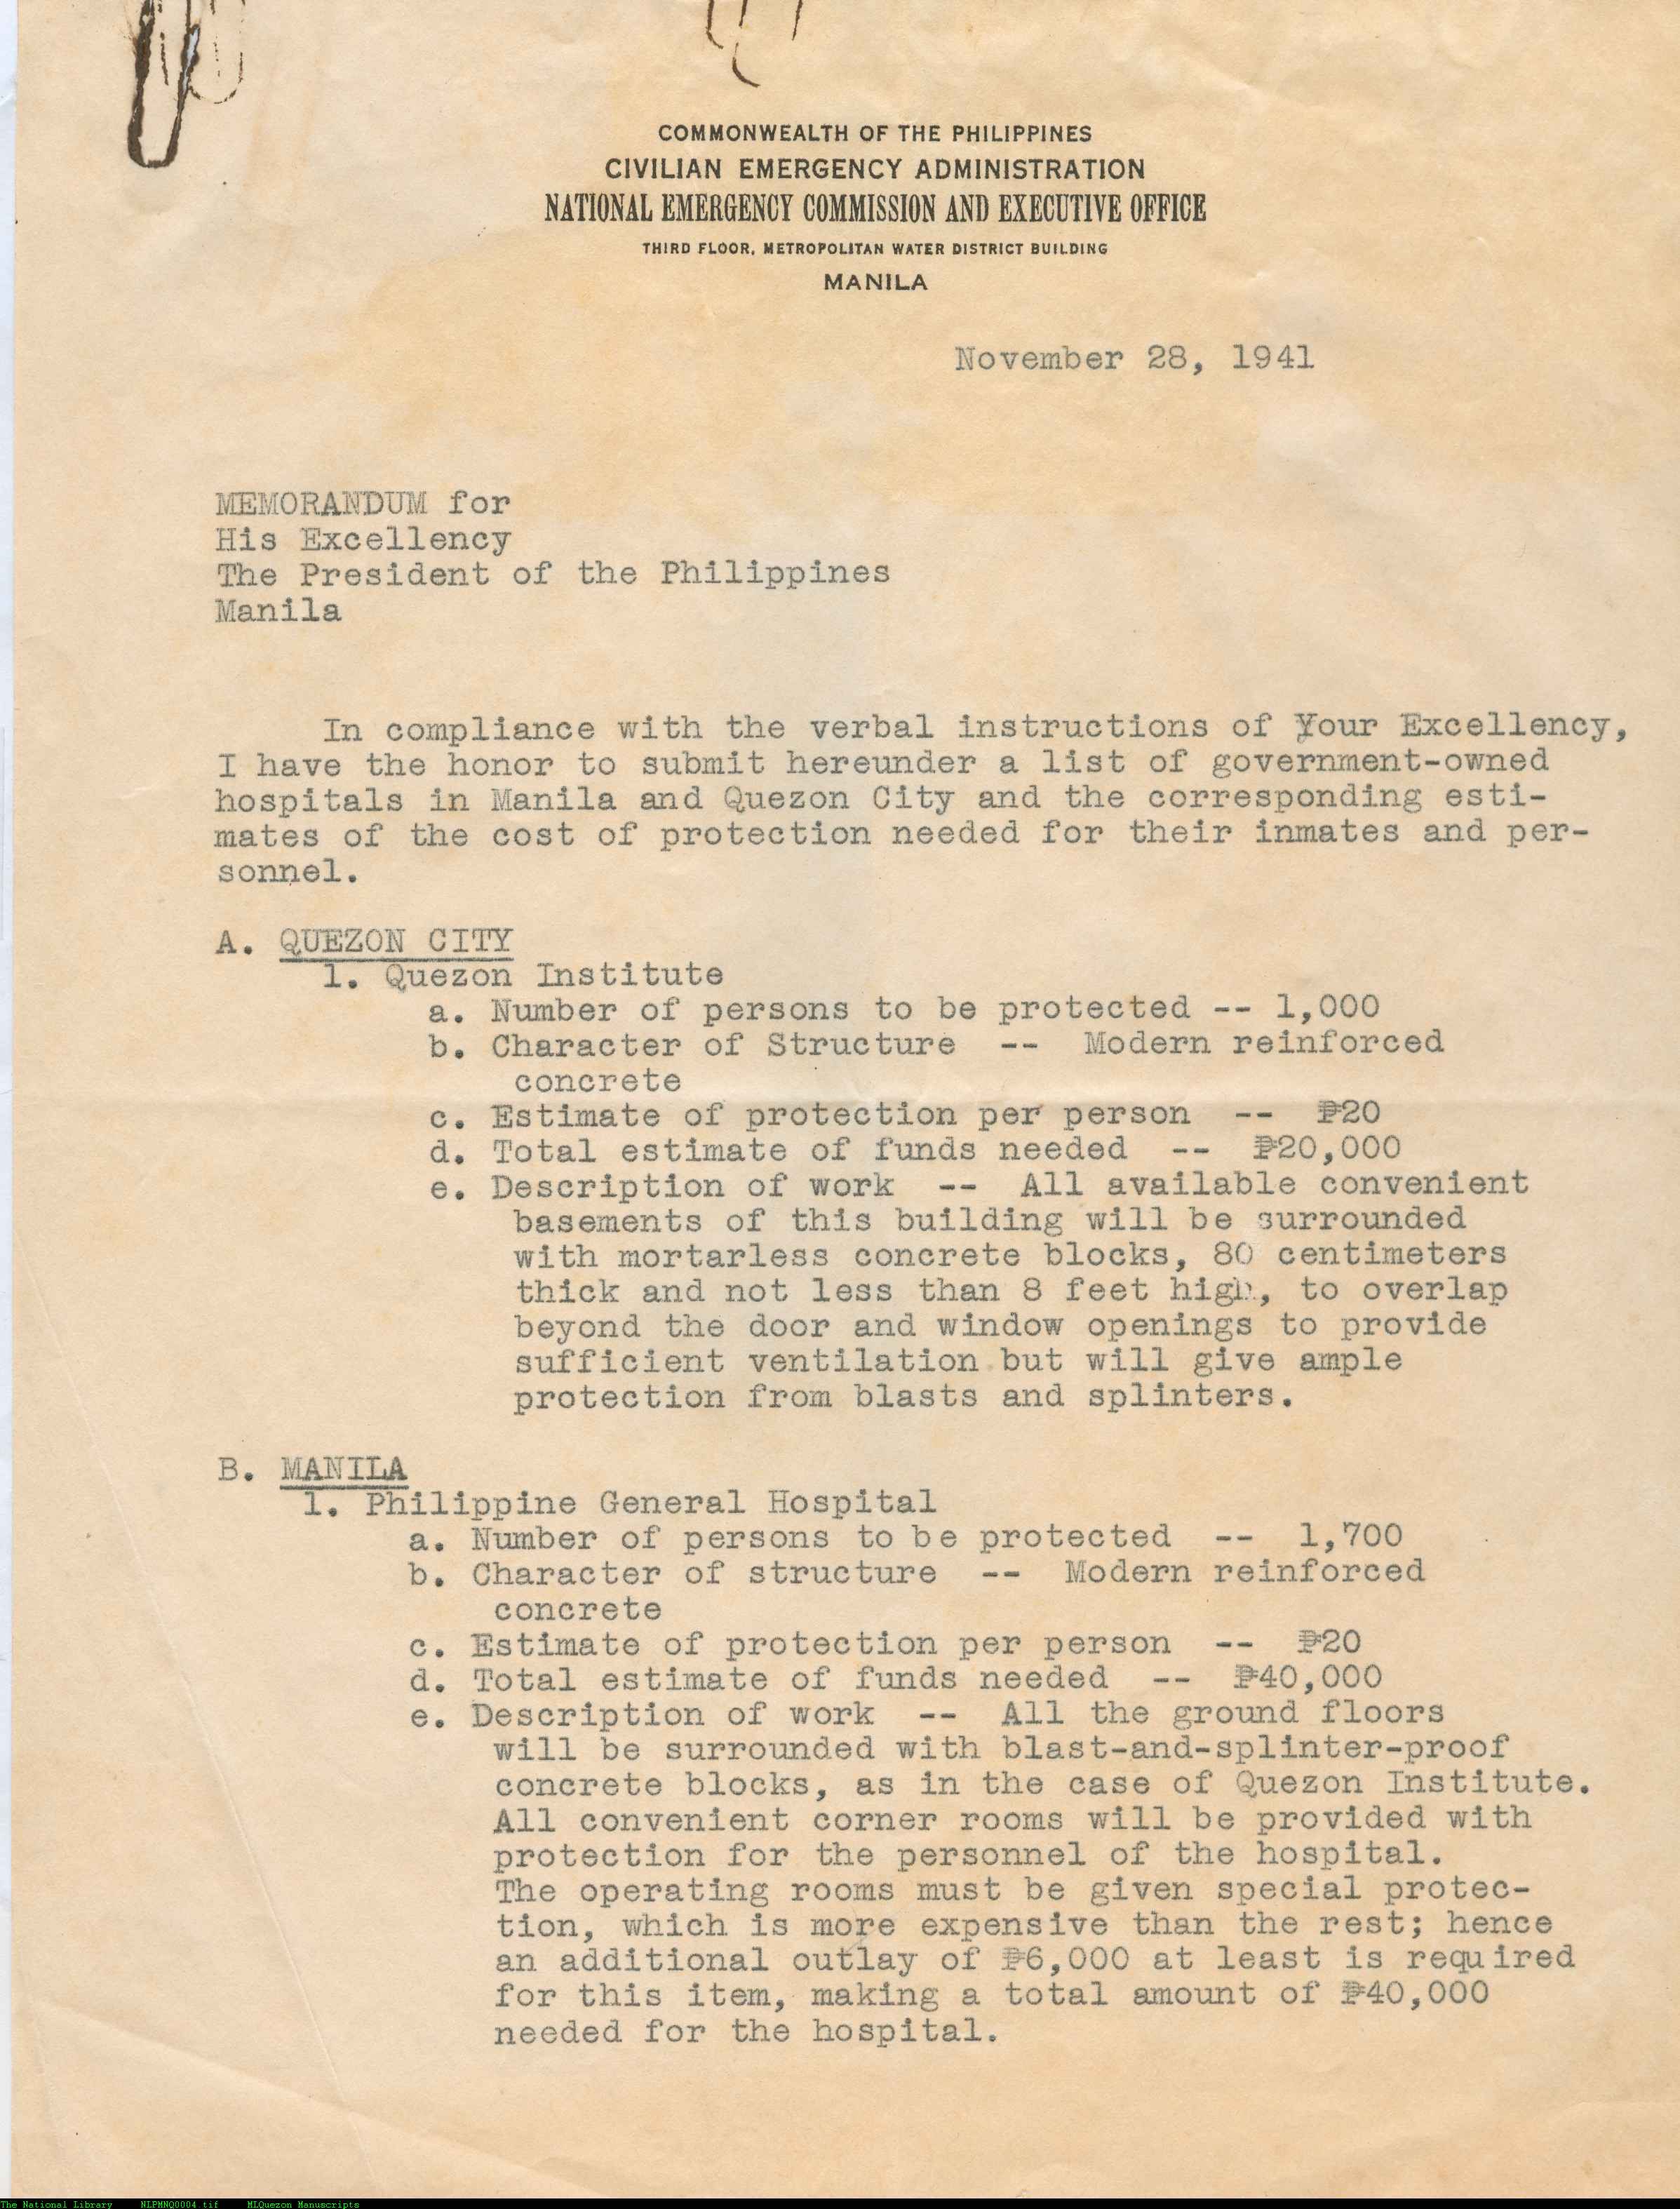 COMMONWEALTH OF THE PHILIPPINES
CIVILIAN EMERGENCY ADMINISTRATION
NATIONAL EMERGENCY COMMISSION AND EXECUTIVE OFFICE
THIRD FLOOR, METROPOLITAN WATER DISTRICT BUILDING
MANILA
November 28, 1941
MEMORANDUM for
His Excellency
The President of the Philippines
Manila
In compliance with the verbal instructions of Your Excellency,
I have the honor to submit hereunder a list of government-owned
hospitals in Manila and Quezon City and the corresponding esti-
mates of the cost of protection needed for their inmates and per-
sonnel.
A. QUEZON CITY
1. Quezon Institute
a. Number of persons to be protected -- 1,000
b. Character of Structure -- Modern reinforced
concrete
c. Estimate of protection per person -- ₱20
d. Total estimate of funds needed -- ₱20,000
e. Description of work -- All available convenient
basements of this building will be surrounded
with mortarless concrete blocks, 80 centimeters
thick and not less than 8 feet high, to overlap
beyond the door and window openings to provide
sufficient ventilation but will give ample
protection from blasts and splinters.
B. MANILA
1. Philippine General Hospital
a. Number of persons to be protected -- 1,700
b. Character of structure -- Modern reinforced
concrete
c. Estimate of protection per person -- ₱20
d. Total estimate of funds needed -- ₱40,000
e. Description of work -- All the ground floors
will be surrounded with blast-and-splinter-proof
concrete blocks, as in the case of Quezon Institute.
All convenient corner rooms will be provided with
protection for the personnel of the hospital.
The operating rooms must be given special protec-
tion, which is more expensive than the rest; hence
an additional outlay of ₱6,000 at least is required
for this item, making a total amount of ₱40,000
needed for the hospital.
The National Library NLPMNQ0004.tif MLQuezon Manuscripts